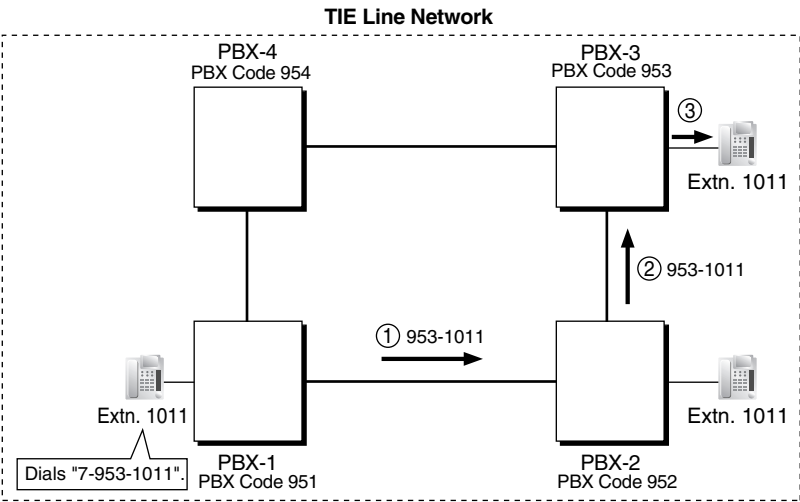 TIE Line Network
PBX-4
PBX Code 954
PBX-3
PBX Code 953
③
Extn. 1011
② 953-1011
① 953-1011
Extn. 1011
Extn. 1011
Dials "7-953-1011".
PBX-1
PBX Code 951
PBX-2
PBX Code 952